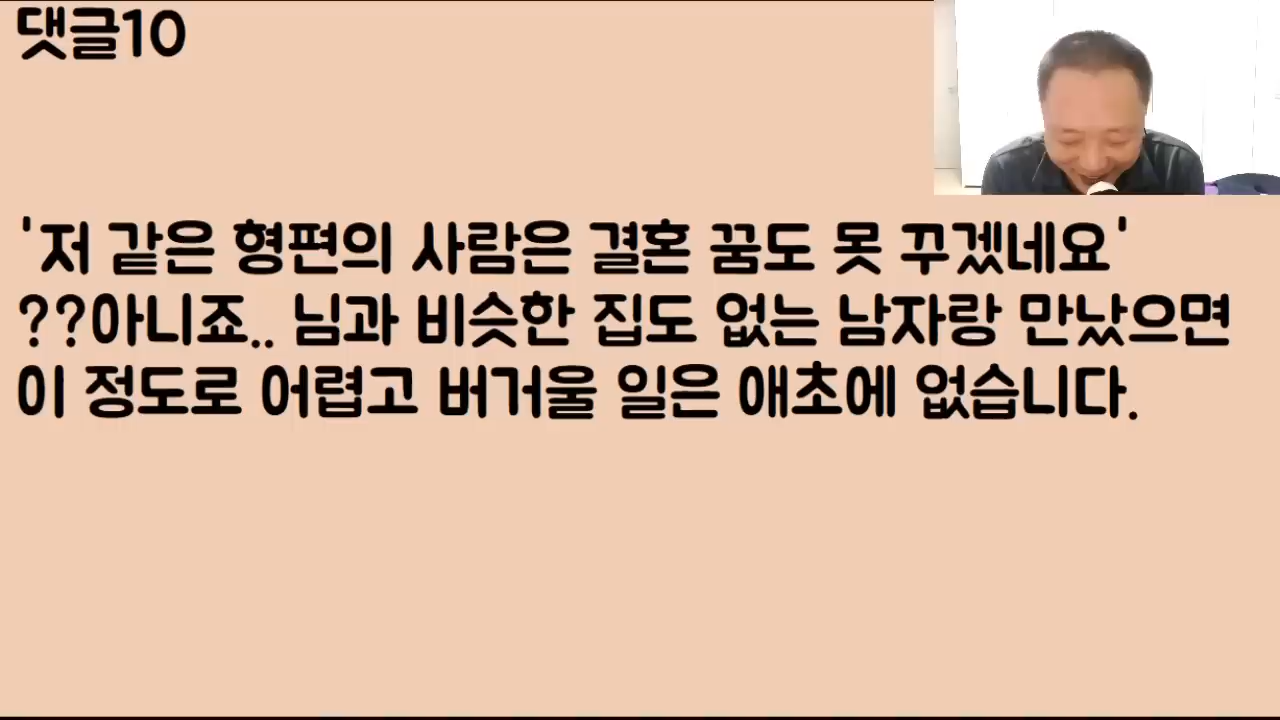 댓글10
'저 같은 형편의 사람은 결혼 꿈도 못 꾸겠네요'
??아니죠.. 님과 비슷한 집도 없는 남자랑 만났으면
이 정도로 어렵고 버거울 일은 애초에 없습니다.